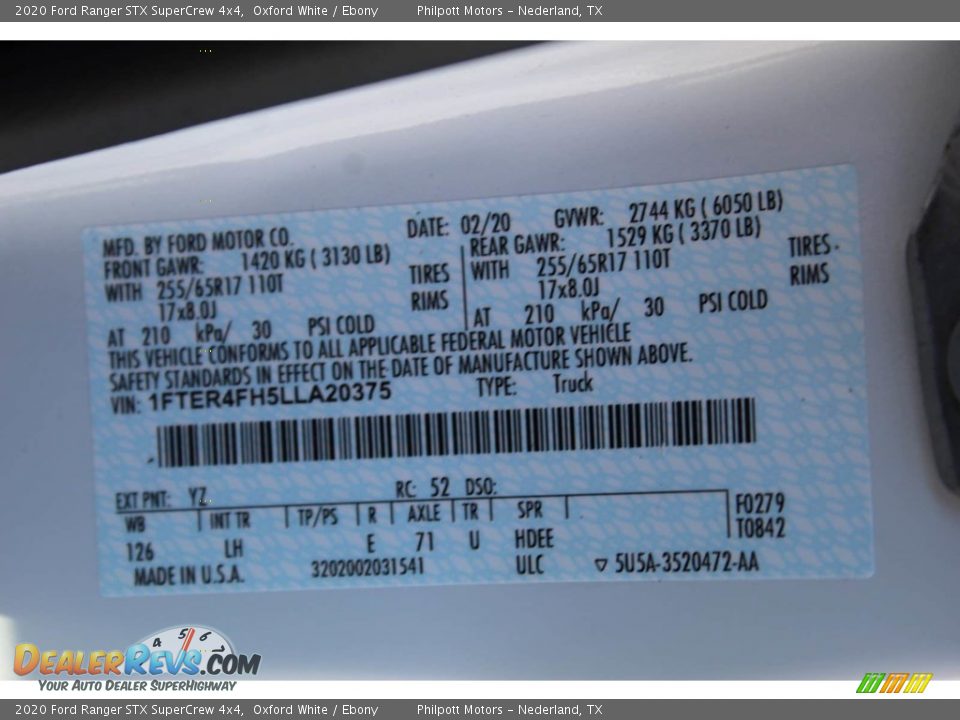 2020 Ford Ranger STX SuperCrew 4x4, Oxford White / Ebony Philpott Motors – Nederland, TX
MFD. BY FORD MOTOR CO. DATE: 02/20 GVWR: 2744 KG ( 6050 LB)
FRONT GAWR: 1420 KG ( 3130 LB) REAR GAWR: 1529 KG ( 3370 LB)
WITH 255/65R17 110T TIRES WITH 255/65R17 110T TIRES
17x8.0J RIMS 17x8.0J RIMS
AT 210 kPa/ 30 PSI COLD AT 210 kPa/ 30 PSI COLD
THIS VEHICLE CONFORMS TO ALL APPLICABLE FEDERAL MOTOR VEHICLE
SAFETY STANDARDS IN EFFECT ON THE DATE OF MANUFACTURE SHOWN ABOVE.
VIN: 1FTER4FH5LLA20375 TYPE: Truck
EXT PNT: YZ RC: 52 DSO:
WB INT TR TP/PS R AXLE TR SPR F0279
126 LH E 71 U HDEE T0842
MADE IN U.S.A. 3202002031541 ULC ▽ 5U5A-3520472-AA
4 5 6
DEALERREVS.COM
YOUR AUTO DEALER SUPERHIGHWAY
2020 Ford Ranger STX SuperCrew 4x4, Oxford White / Ebony Philpott Motors – Nederland, TX